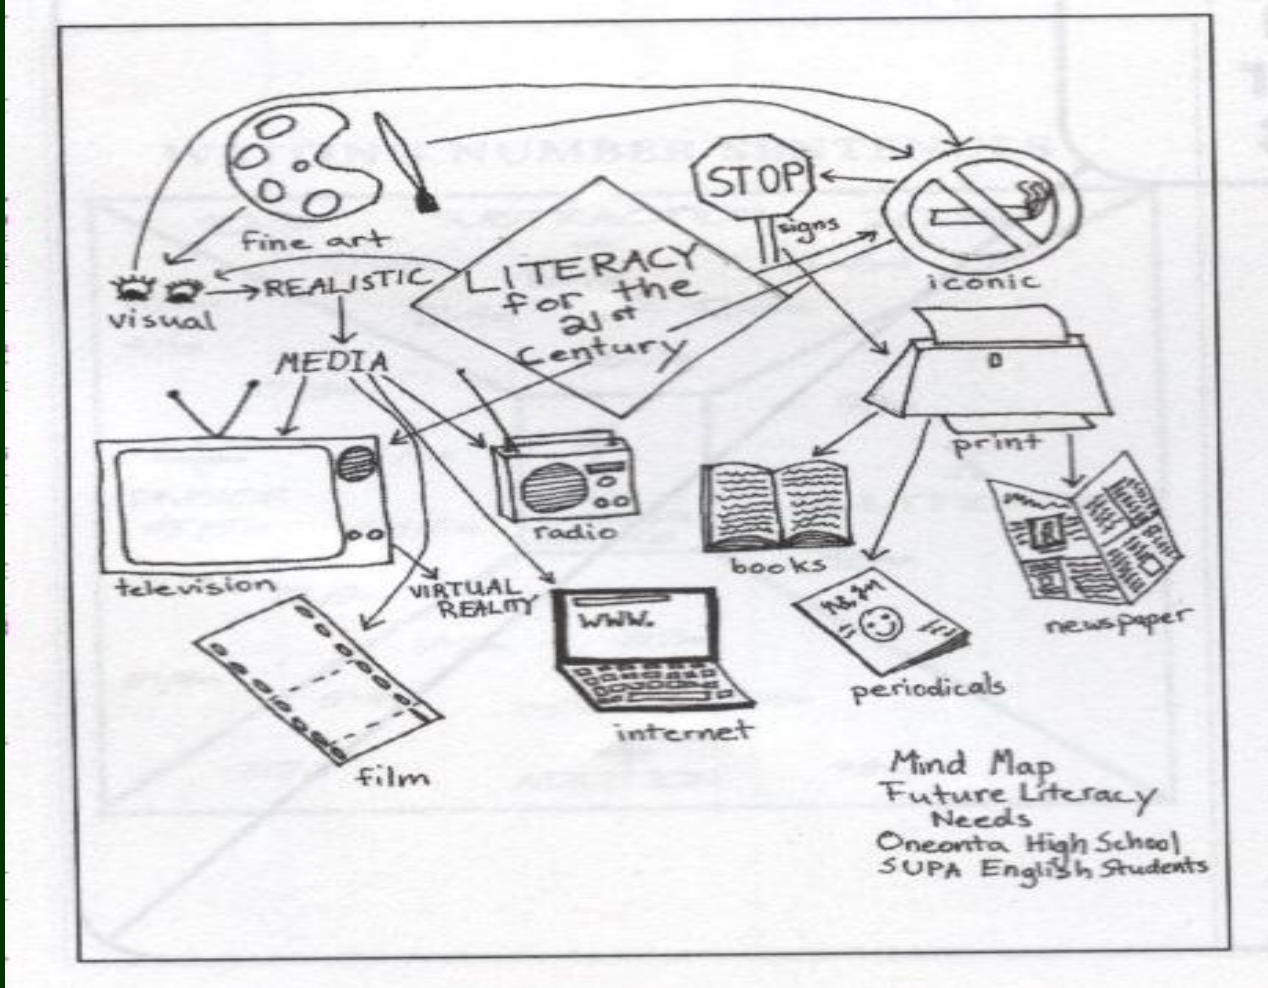 STOP
signs
fine art
LITERACY
for the
21st
Century
iconic
REALISTIC
visual
MEDIA
print
television
radio
books
newspaper
VIRTUAL
REALITY
WWW.
periodicals
internet
film
Mind Map
Future Literacy
Needs
Oneonta High School
SUPA English Students